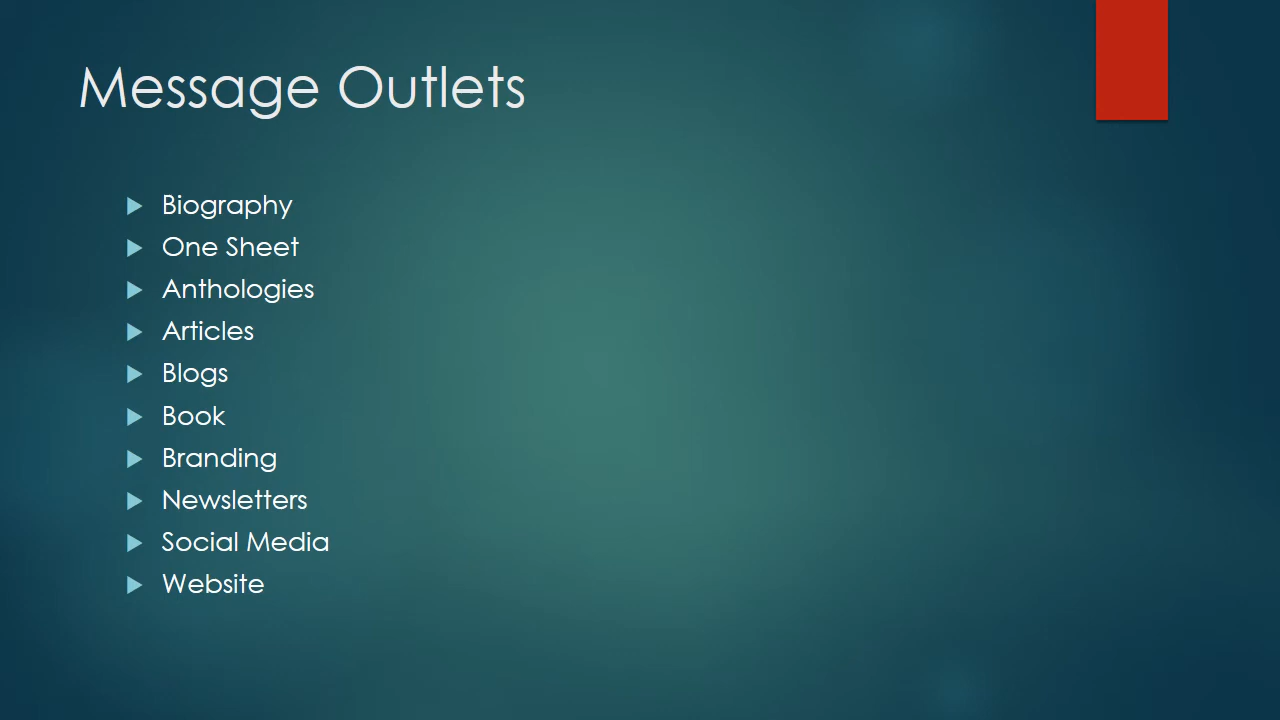 Message Outlets
Biography
One Sheet
Anthologies
Articles
Blogs
Book
Branding
Newsletters
Social Media
Website